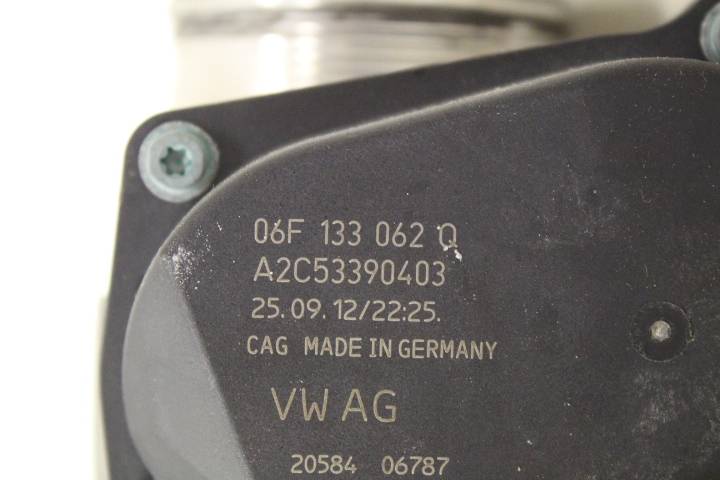 06F 133 062 Q
A2C53390403
25.09.12/22:25.
CAG MADE IN GERMANY
VW AG
20584 06787